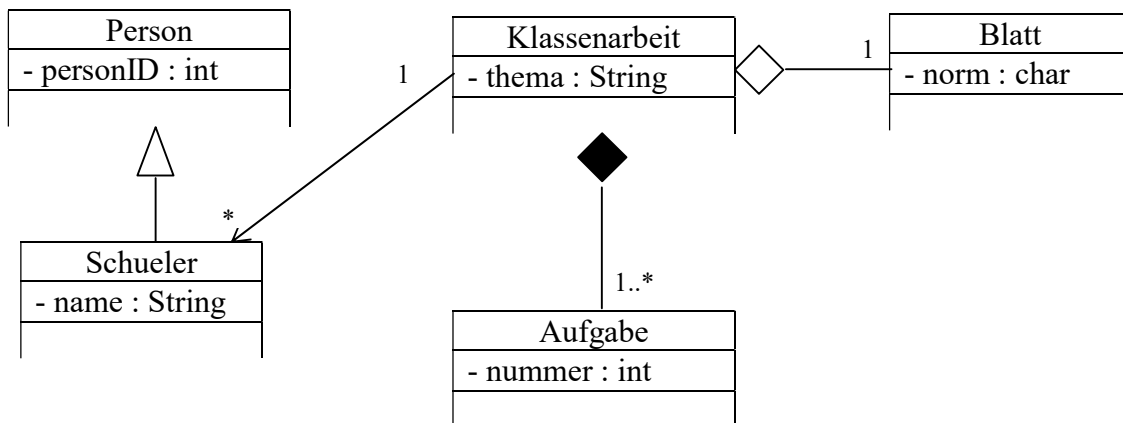 Person
- personID : int
Klassenarbeit
- thema : String
Blatt
- norm : char
1
1
*
Schueler
- name : String
1..*
Aufgabe
- nummer : int